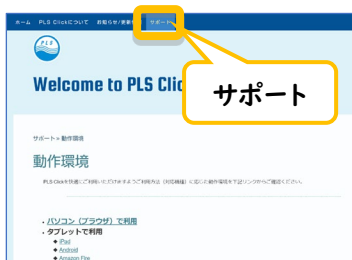 ホーム PLS Clickについて お知らせ/更新 サポート
PLS
Welcome to PLS Clic
サポート
サポート > 動作環境
動作環境
PLS Clickを快適にご利用いただけますようご利用方法（対応機種）に応じた動作環境を下記リンクからご確認ください。
・パソコン（ブラウザ）で利用
・タブレットで利用
◆ iPad
◆ Android
◆ Amazon Fire